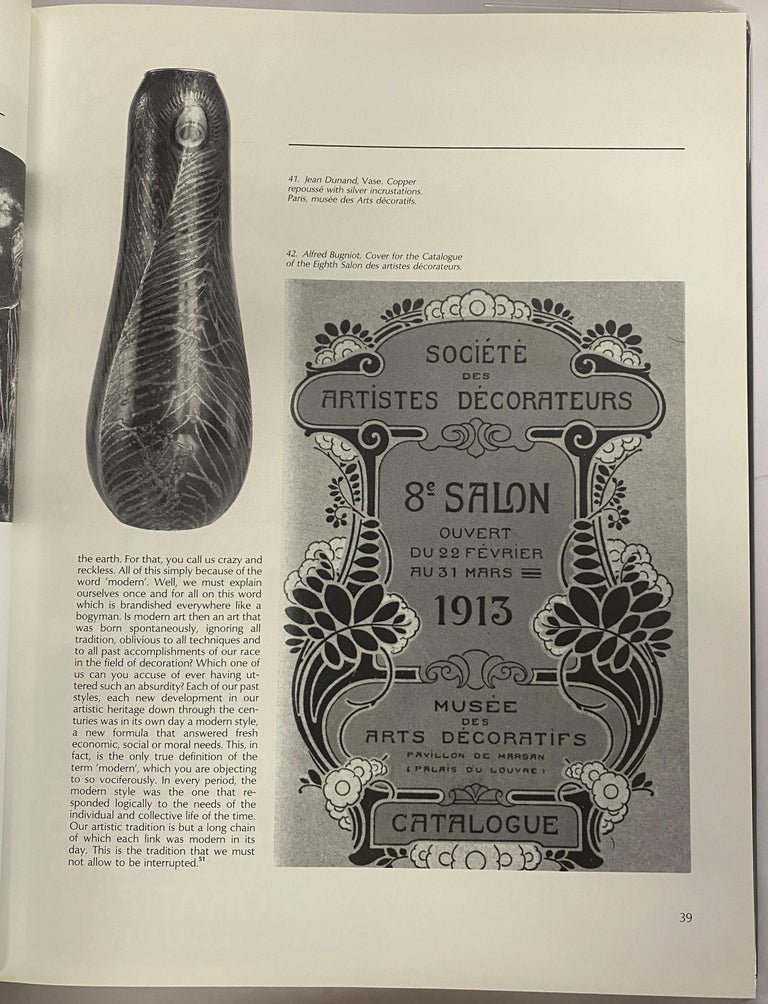 41. Jean Dunand, Vase. Copper
repoussé with silver incrustations.
Paris, musée des Arts décoratifs.
42. Alfred Bugniot, Cover for the Catalogue
of the Eighth Salon des artistes décorateurs.
SOCIÉTÉ
DES
ARTISTES DÉCORATEURS
8e SALON
OUVERT
DU 22 FÉVRIER
AU 31 MARS
1913
MUSÉE
DES
ARTS DÉCORATIFS
PAVILLON DE MARSAN
(PALAIS DU LOUVRE)
CATALOGUE
the earth. For that, you call us crazy and
reckless. All of this simply because of the
word 'modern'. Well, we must explain
ourselves once and for all on this word
which is brandished everywhere like a
bogyman. Is modern art then an art that
was born spontaneously, ignoring all
tradition, oblivious to all techniques and
to all past accomplishments of our race
in the field of decoration? Which one of
us can you accuse of ever having ut-
tered such an absurdity? Each of our past
styles, each new development in our
artistic heritage down through the cen-
turies was in its own day a modern style,
a new formula that answered fresh
economic, social or moral needs. This, in
fact, is the only true definition of the
term 'modern', which you are objecting
to so vociferously. In every period, the
modern style was the one that re-
sponded logically to the needs of the
individual and collective life of the time.
Our artistic tradition is but a long chain
of which each link was modern in its
day. This is the tradition that we must
not allow to be interrupted.51
39